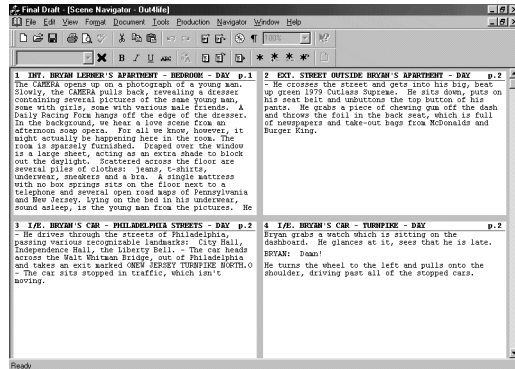 Final Draft - [Scene Navigator - Out4life]
File Edit View Format Document Tools Production Navigator Window Help
100%
B I U ABC
1 INT. BRYAN LERNER'S APARTMENT - BEDROOM - DAY p.1
The CAMERA opens up on a photograph of a young man.
Slowly, the CAMERA pulls back, revealing a dresser
containing several pictures of the same young man,
some with girls, some with various male friends. A
Daily Racing Form hangs off the edge of the dresser.
In the background, we hear a love scene from an
afternoon soap opera. For all we know, however, it
might actually be happening here in the room. The
room is sparsely furnished. Draped over the window
is a large sheet, acting as an extra shade to block
out the daylight. Scattered across the floor are
several piles of clothes: jeans, t-shirts,
underwear, sneakers and a bra. A single mattress
with no box springs sits on the floor next to a
telephone and several open road maps of Pennsylvania
and New Jersey. Lying on the bed in his underwear,
sound asleep, is the young man from the pictures. He
2 EXT. STREET OUTSIDE BRYAN'S APARTMENT - DAY p.2
- He crosses the street and gets into his big, beat
up green 1979 Outlass Supreme. He sits down, puts on
his seat belt and unbuttons the top button of his
pants. He grabs a piece of chewing gum off the dash
and throws the foil in the back seat, which is full
of newspapers and take-out bags from McDonalds and
Burger King.
3 I/E. BRYAN'S CAR - PHILADELPHIA STREETS - DAY p.2
- He drives through the streets of Philadelphia,
passing various recognizable landmarks: City Hall,
Independence Hall, the Liberty Bell. - The car heads
across the Walt Whitman Bridge, out of Philadelphia
and takes an exit marked ONEW JERSEY TURNPIKE NORTH.O
- The car sits stopped in traffic, which isn't
moving.
4 I/E. BRYAN'S CAR - TURNPIKE - DAY p.2
Bryan grabs a watch which is sitting on the
dashboard. He glances at it, sees that he is late.
BRYAN: Damn!
He turns the wheel to the left and pulls onto the
shoulder, driving past all of the stopped cars.
Ready